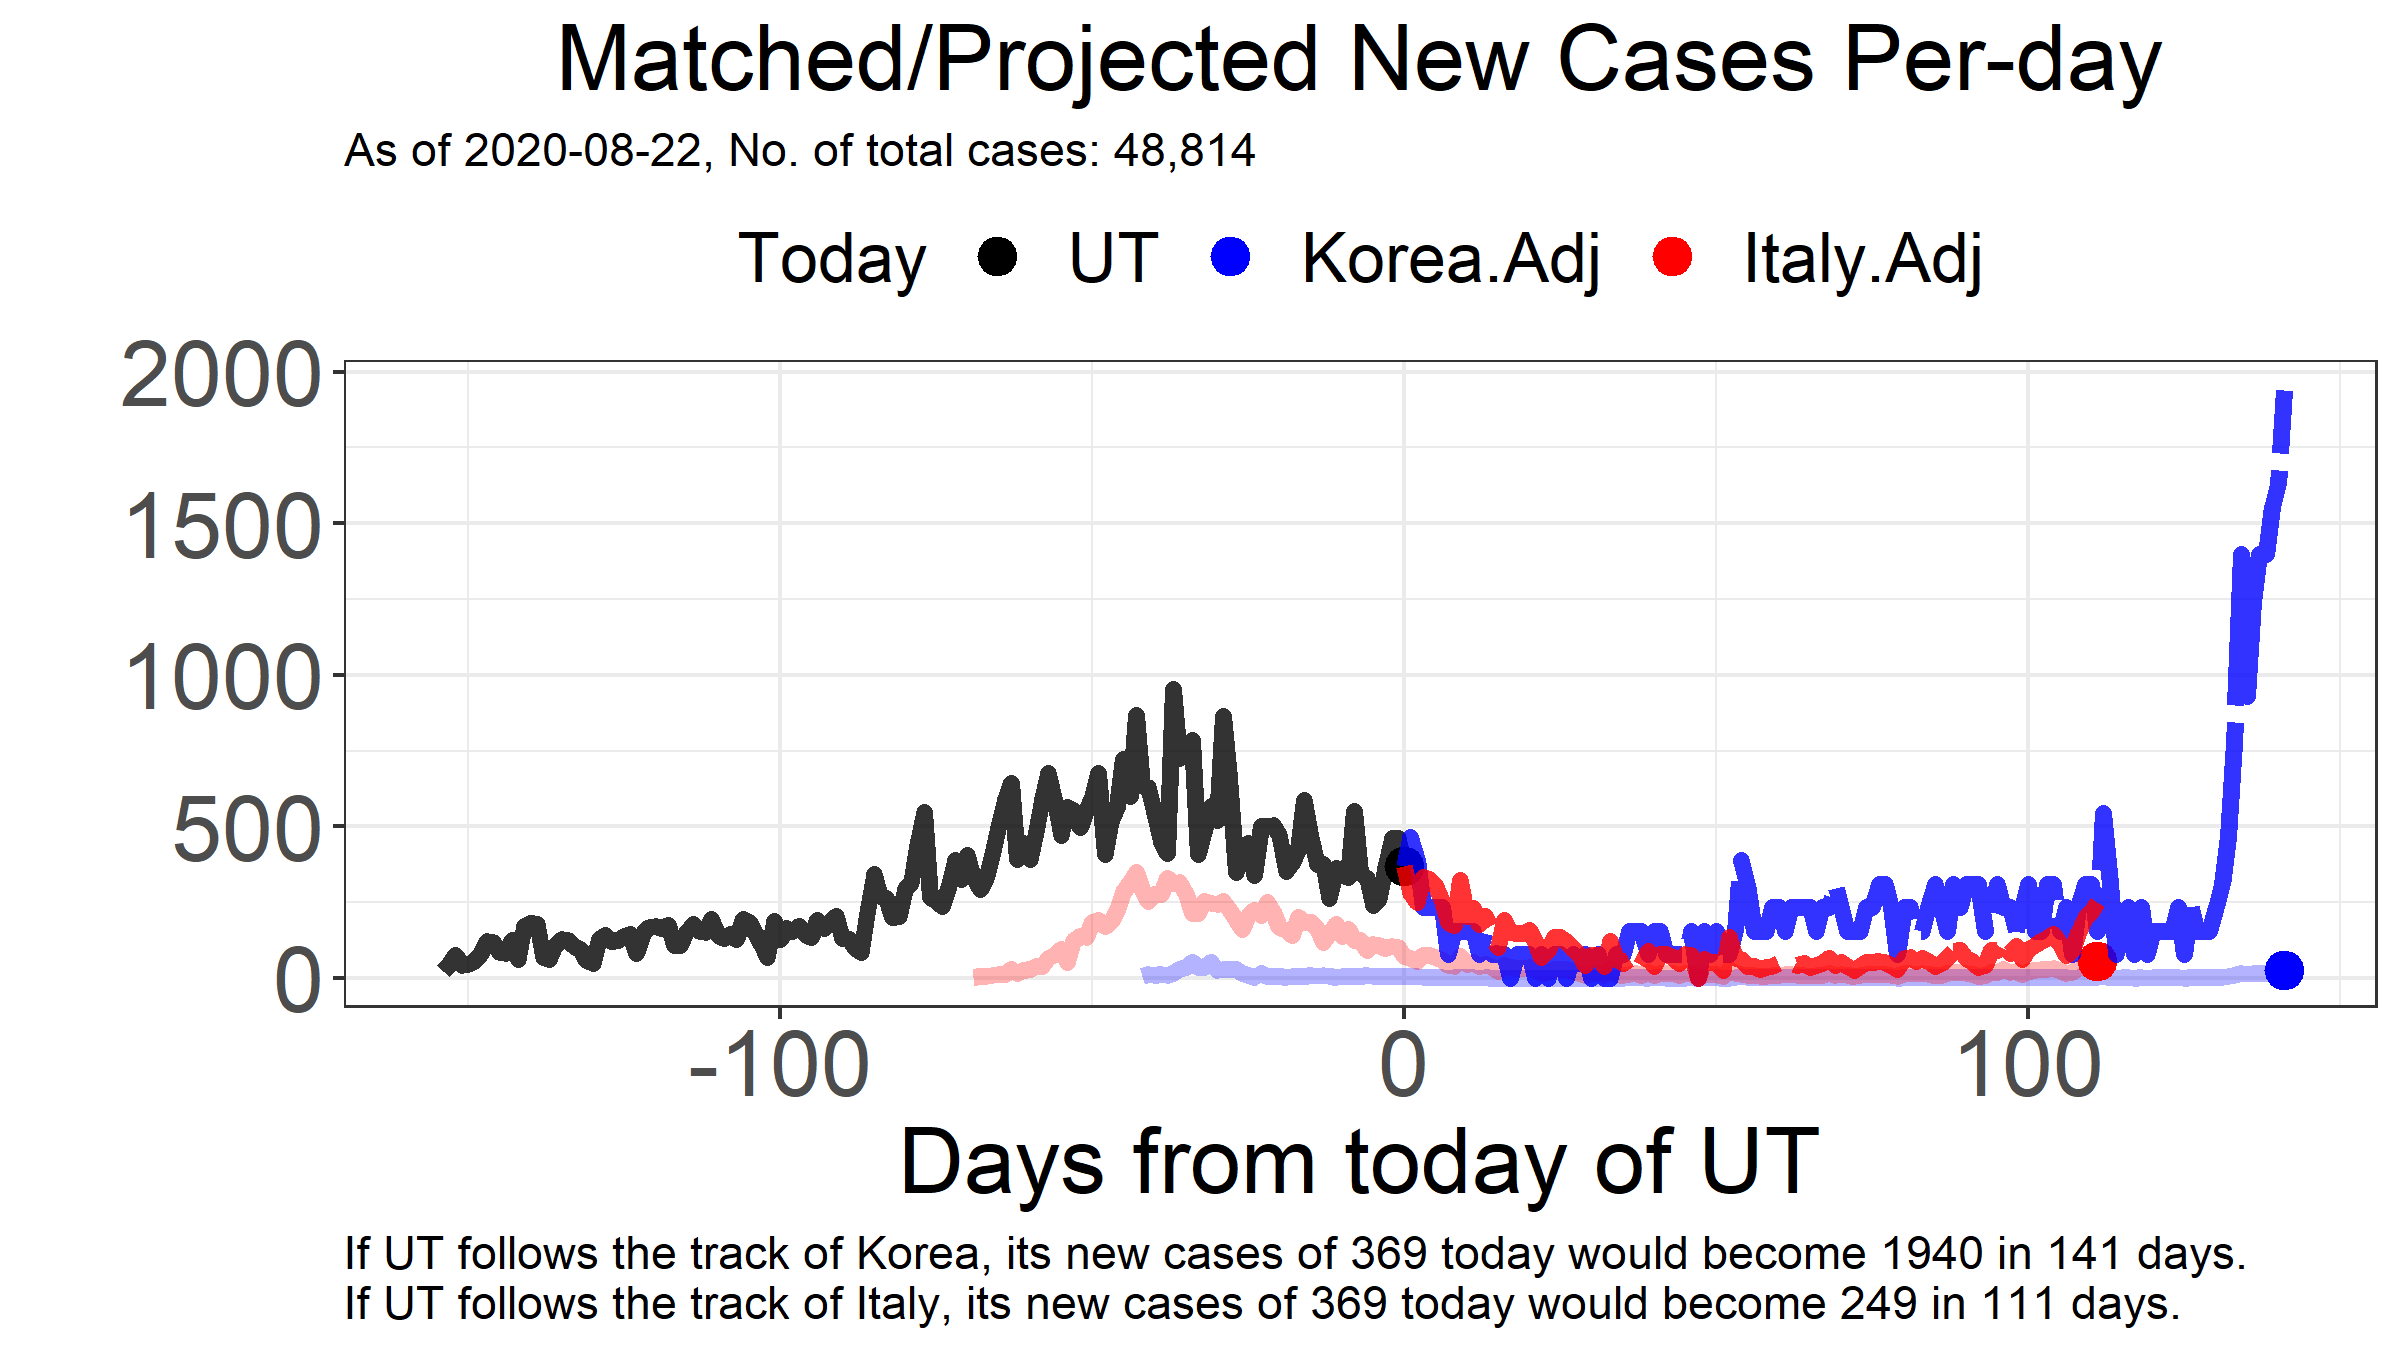 Matched/Projected New Cases Per-day
As of 2020-08-22, No. of total cases: 48,814
Today UT Korea.Adj Italy.Adj
2000
1500
1000
500
0
-100 0 100
Days from today of UT
If UT follows the track of Korea, its new cases of 369 today would become 1940 in 141 days.
If UT follows the track of Italy, its new cases of 369 today would become 249 in 111 days.